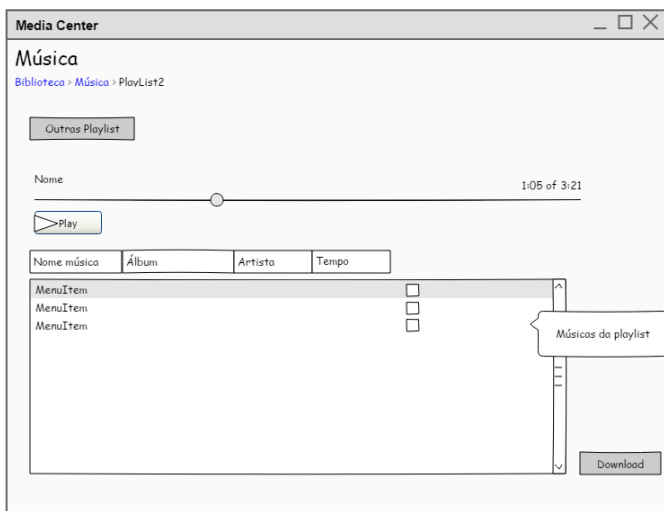 Media Center
Música
Biblioteca > Música > PlayList2
Outras Playlist
Nome
1:05 of 3:21
Play
Nome música Álbum Artista Tempo
MenuItem
MenuItem
MenuItem
Músicas da playlist
Download